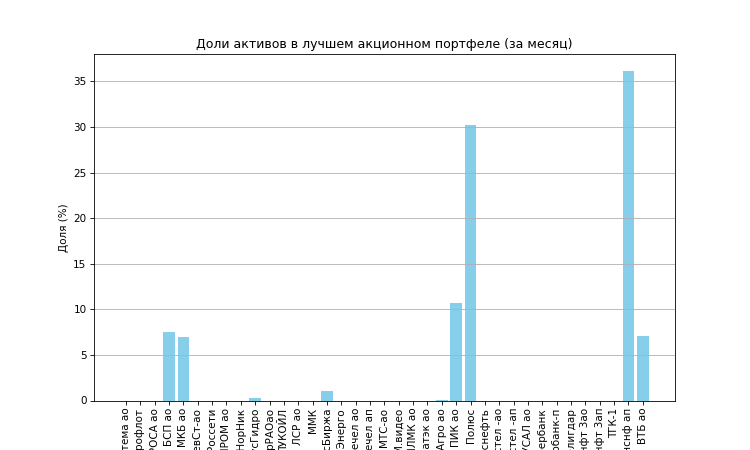 Доли активов в лучшем акционном портфеле (за месяц)
Доля (%)
35
30
25
20
15
10
5
0
тема ао
рофлот
РОСА ао
БСП ао
МКБ ао
евСт-ао
Россети
ПРОМ ао
НорНик
усГидро
рРАОао
ЛУКОЙЛ
ЛСР ао
ММК
сБиржа
Энерго
ечел ао
ечел ап
МТС-ао
М.видео
ЛМК ао
атэк ао
Агро ао
ПИК ао
Полюс
снефть
стел -ао
стел -ап
УСАЛ ао
ербанк
рбанк-п
лигдар
нфт 3ао
нфт 3ап
ТГК-1
нснф ап
ВТБ ао